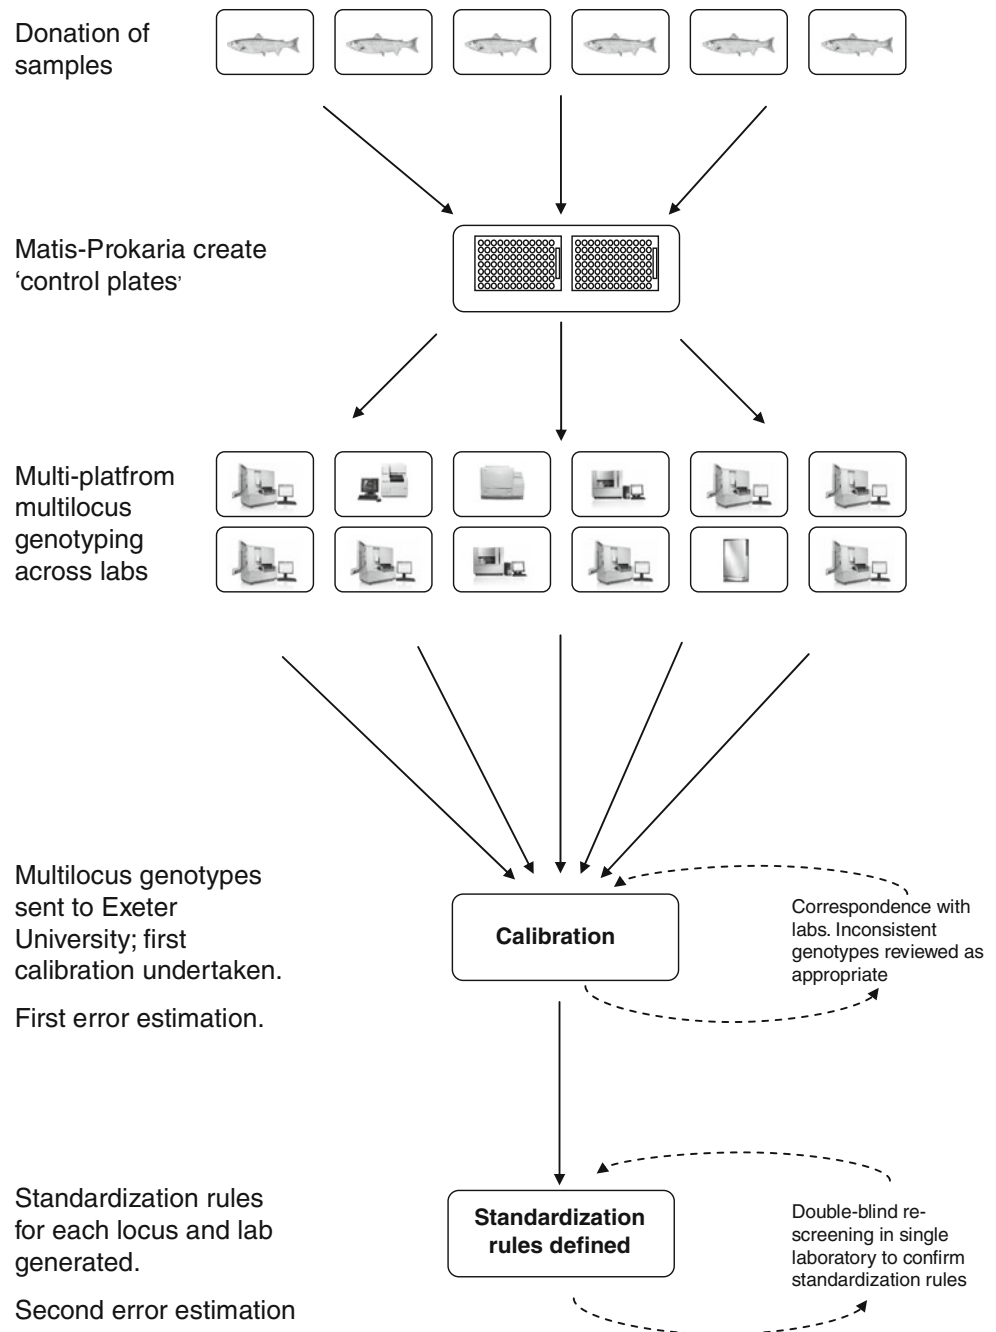 Donation of
samples
Matis-Prokaria create
‘control plates’
Multi-platfrom
multilocus
genotyping
across labs
Multilocus genotypes
sent to Exeter
University; first
calibration undertaken.
First error estimation.
Calibration
Correspondence with
labs. Inconsistent
genotypes reviewed as
appropriate
Standardization rules
for each locus and lab
generated.
Second error estimation
Standardization
rules defined
Double-blind re-
screening in single
laboratory to confirm
standardization rules